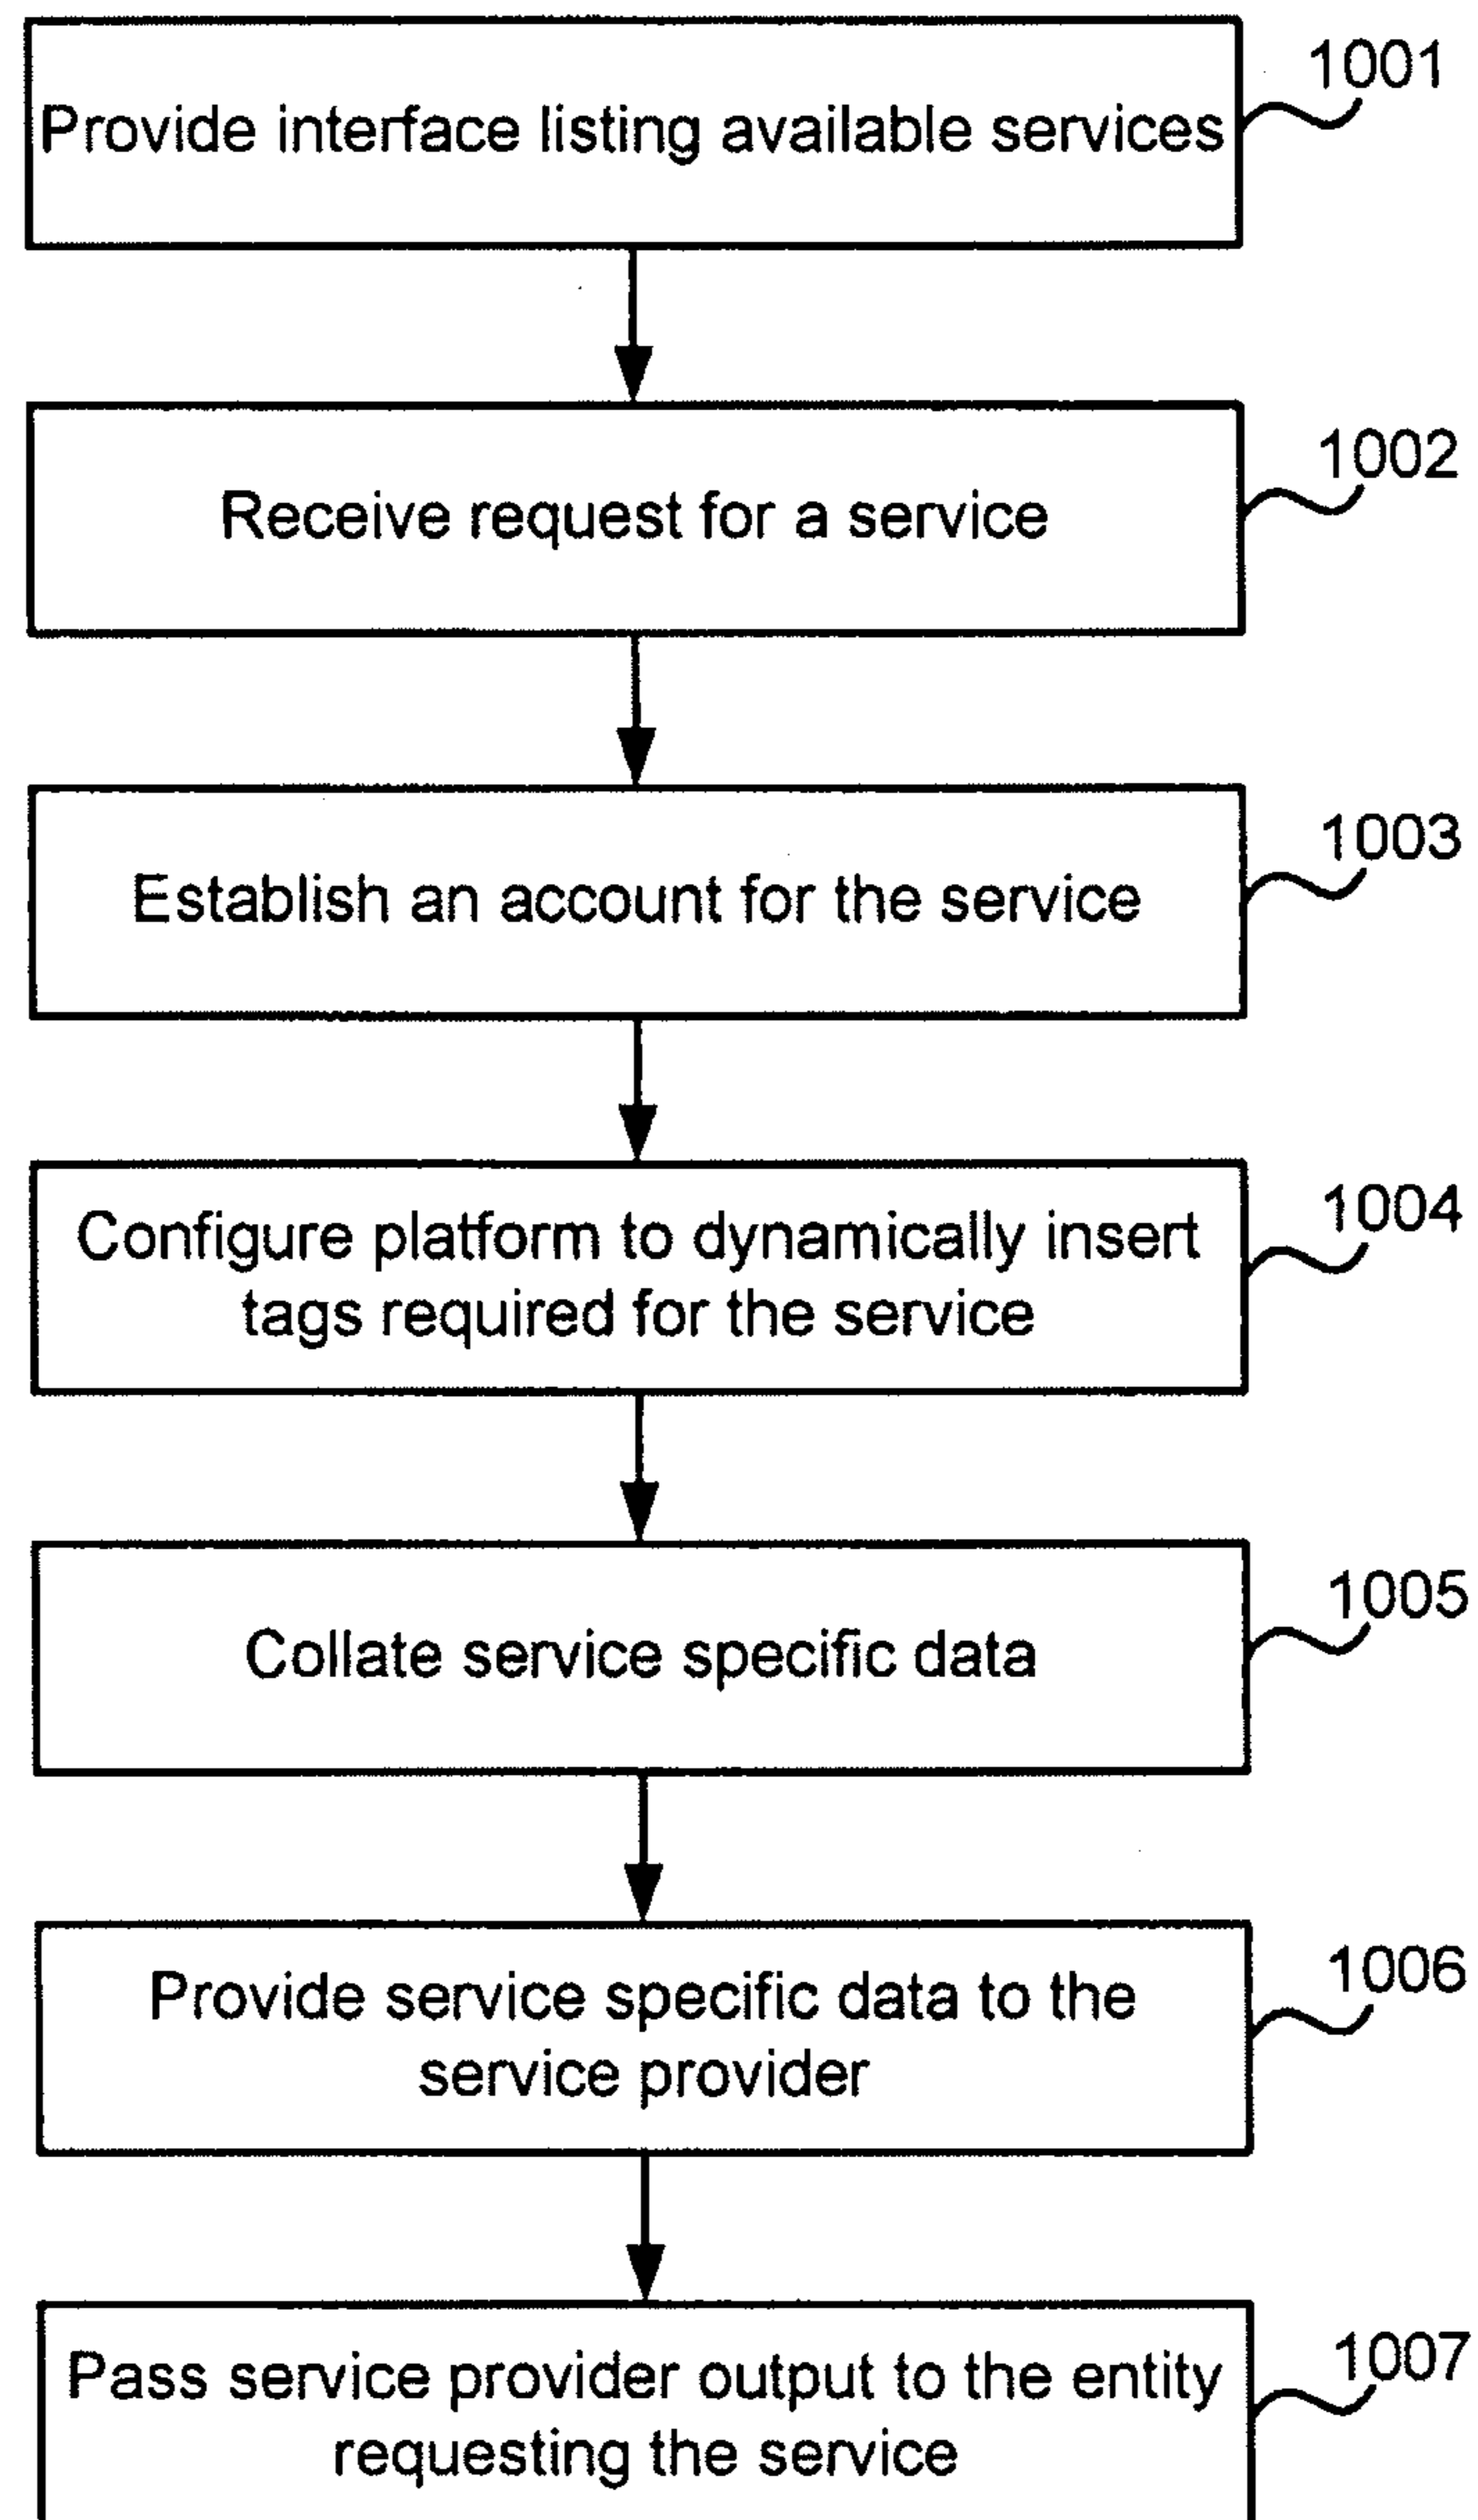 Provide interface listing available services
1001
Receive request for a service
1002
Establish an account for the service
1003
Configure platform to dynamically insert
tags required for the service
1004
Collate service specific data
1005
Provide service specific data to the
service provider
1006
Pass service provider output to the entity
requesting the service
1007